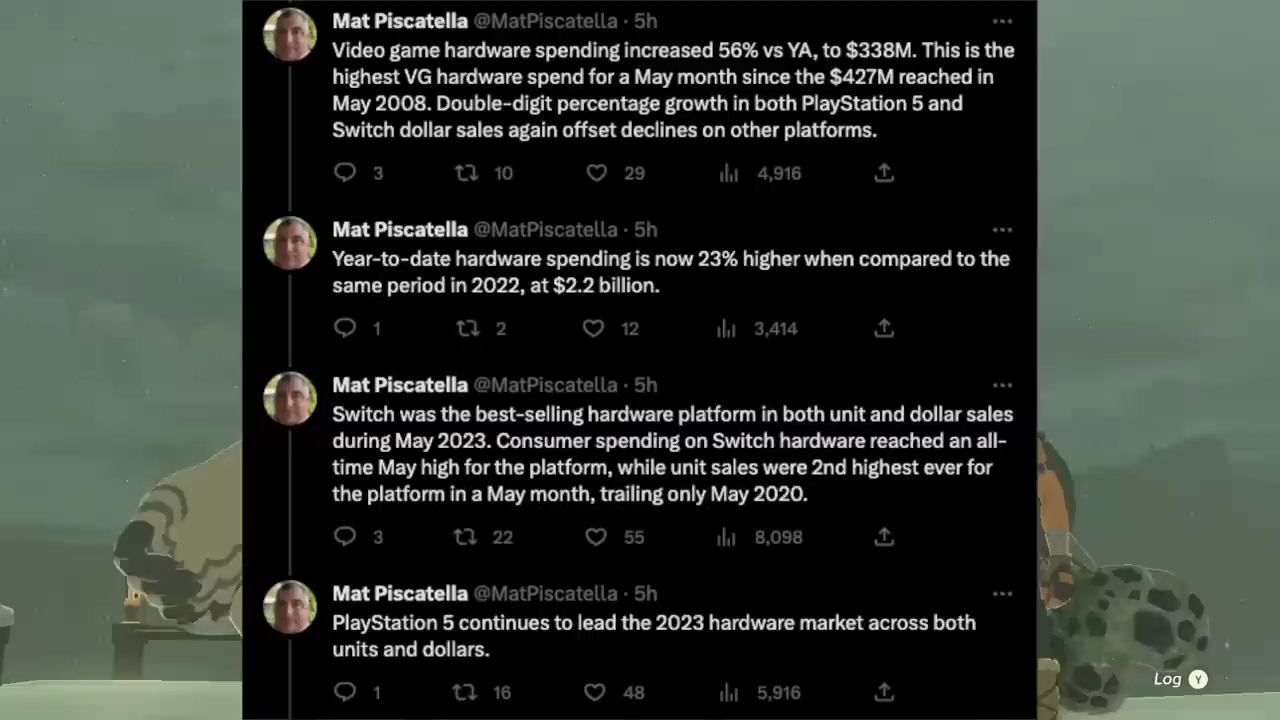 Mat Piscatella @MatPiscatella · 5h
Video game hardware spending increased 56% vs YA, to $338M. This is the
highest VG hardware spend for a May month since the $427M reached in
May 2008. Double-digit percentage growth in both PlayStation 5 and
Switch dollar sales again offset declines on other platforms.
3 10 29 4,916
Mat Piscatella @MatPiscatella · 5h
Year-to-date hardware spending is now 23% higher when compared to the
same period in 2022, at $2.2 billion.
1 2 12 3,414
Mat Piscatella @MatPiscatella · 5h
Switch was the best-selling hardware platform in both unit and dollar sales
during May 2023. Consumer spending on Switch hardware reached an all-
time May high for the platform, while unit sales were 2nd highest ever for
the platform in a May month, trailing only May 2020.
3 22 55 8,098
Mat Piscatella @MatPiscatella · 5h
PlayStation 5 continues to lead the 2023 hardware market across both
units and dollars.
1 16 48 5,916
Log Y